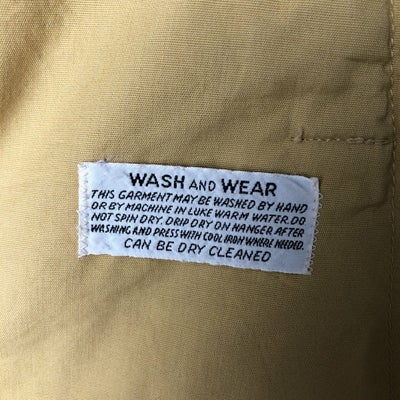 WASH AND WEAR
THIS GARMENT MAY BE WASHED BY HAND
OR BY MACHINE IN LUKE WARM WATER. DO
NOT SPIN DRY. DRIP DRY ON HANGER AFTER
WASHING AND PRESS WITH COOL IRON WHERE NEEDED.
CAN BE DRY CLEANED